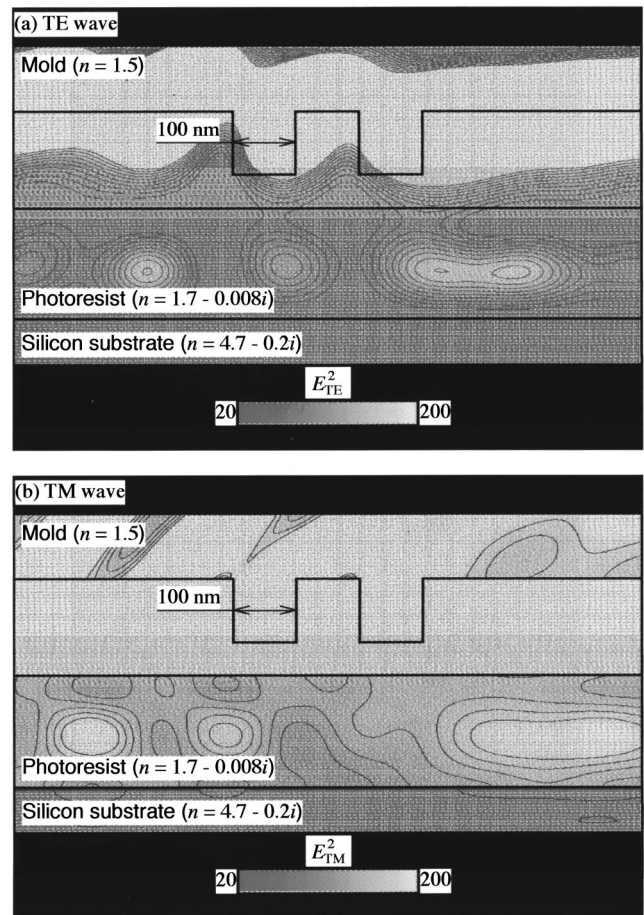 (a) TE wave
Mold (n = 1.5)
100 nm
Photoresist (n = 1.7 - 0.008i)
Silicon substrate (n = 4.7 - 0.2i)
E²TE
20 200
(b) TM wave
Mold (n = 1.5)
100 nm
Photoresist (n = 1.7 - 0.008i)
Silicon substrate (n = 4.7 - 0.2i)
E²TM
20 200